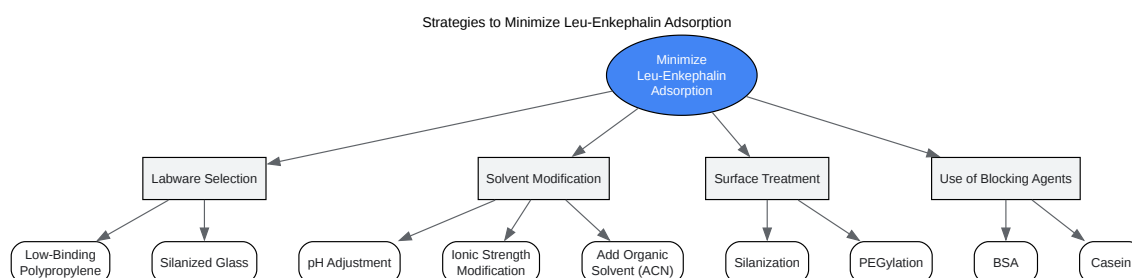 Strategies to Minimize Leu-Enkephalin Adsorption
Minimize
Leu-Enkephalin
Adsorption
Labware Selection
Solvent Modification
Surface Treatment
Use of Blocking Agents
Low-Binding
Polypropylene
Silanized Glass
pH Adjustment
Ionic Strength
Modification
Add Organic
Solvent (ACN)
Silanization
PEGylation
BSA
Casein